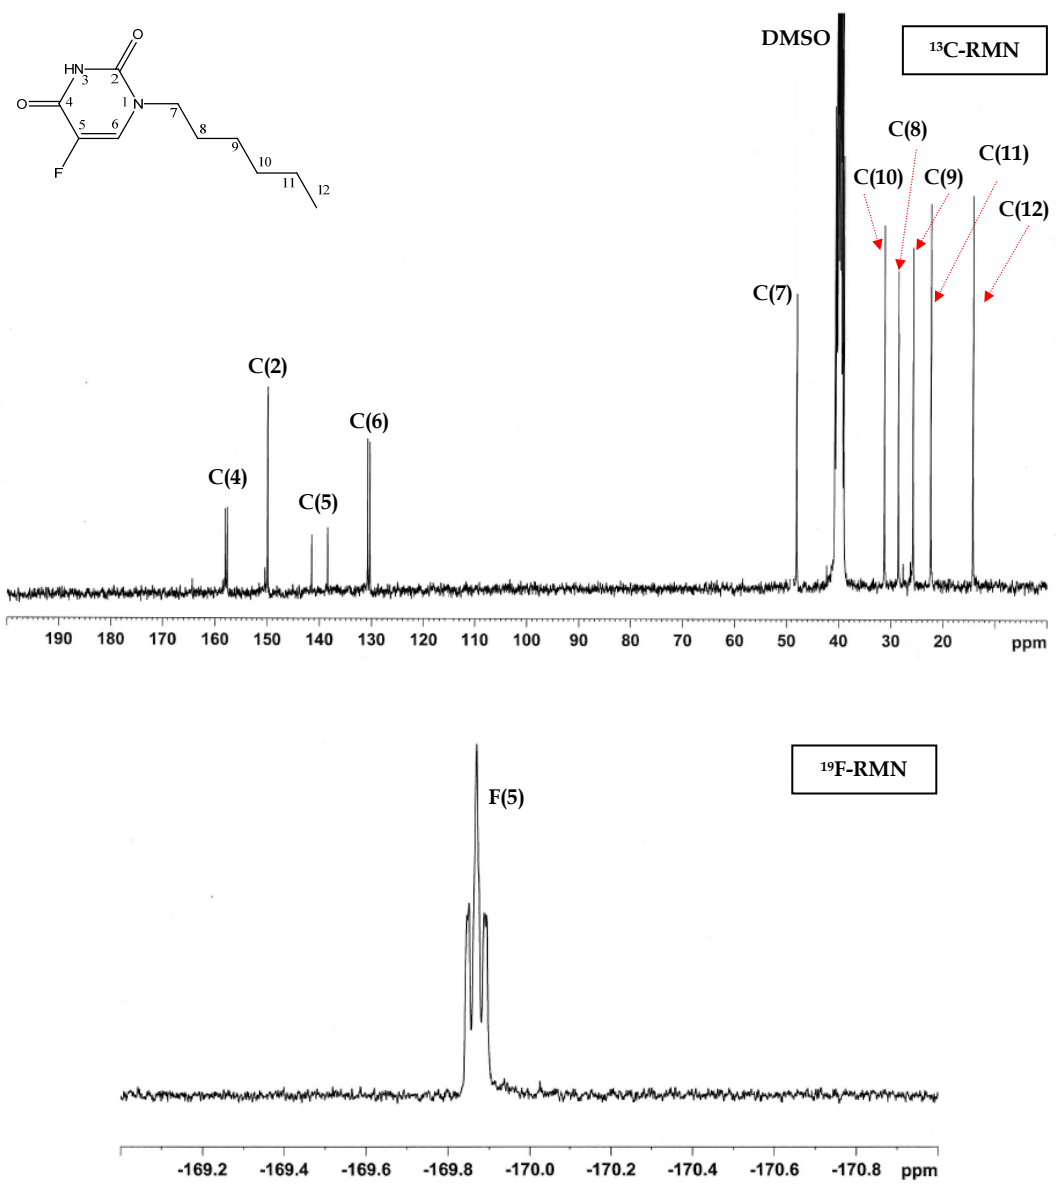 O
HN
3
2
O
4
1
N
5
6
7
8
9
10
11
12
F
DMSO
¹³C-RMN
C(8)
C(11)
C(10)
C(9)
C(12)
C(7)
C(2)
C(6)
C(4)
C(5)
190 180 170 160 150 140 130 120 110 100 90 80 70 60 50 40 30 20 ppm
¹⁹F-RMN
F(5)
-169.2 -169.4 -169.6 -169.8 -170.0 -170.2 -170.4 -170.6 -170.8 ppm